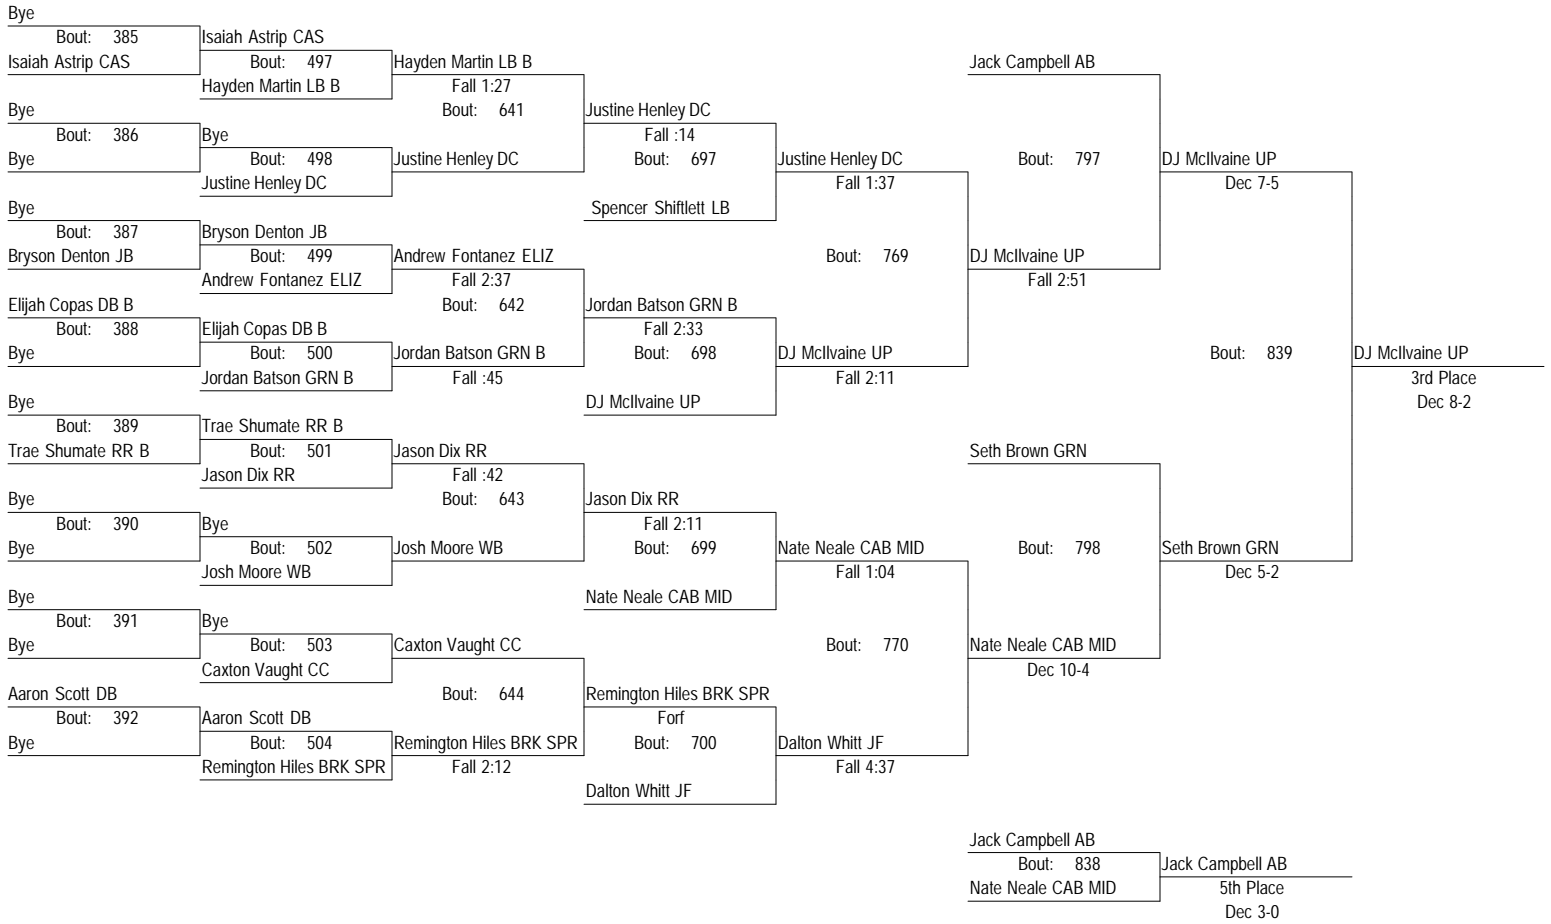 Bye
Bout: 385
Isaiah Astrip CAS
Bye
Bout: 386
Bye
Bye
Bout: 387
Bryson Denton JB
Elijah Copas DB B
Bout: 388
Bye
Bye
Bout: 389
Trae Shumate RR B
Bye
Bout: 390
Bye
Bye
Bout: 391
Bye
Aaron Scott DB
Bout: 392
Bye
Isaiah Astrip CAS
Bout: 497
Hayden Martin LB B
Bye
Bout: 498
Justine Henley DC
Bryson Denton JB
Bout: 499
Andrew Fontanez ELIZ
Elijah Copas DB B
Bout: 500
Jordan Batson GRN B
Trae Shumate RR B
Bout: 501
Jason Dix RR
Bye
Bout: 502
Josh Moore WB
Bye
Bout: 503
Caxton Vaught CC
Aaron Scott DB
Bout: 504
Remington Hiles BRK SPR
Hayden Martin LB B
Fall 1:27
Bout: 641
Justine Henley DC
Andrew Fontanez ELIZ
Fall 2:37
Bout: 642
Jordan Batson GRN B
Fall :45
Jason Dix RR
Fall :42
Bout: 643
Josh Moore WB
Caxton Vaught CC
Bout: 644
Remington Hiles BRK SPR
Fall 2:12
Justine Henley DC
Fall :14
Bout: 697
Spencer Shiftlett LB
Jordan Batson GRN B
Fall 2:33
Bout: 698
DJ McIlvaine UP
Jason Dix RR
Fall 2:11
Bout: 699
Nate Neale CAB MID
Remington Hiles BRK SPR
Forf
Bout: 700
Dalton Whitt JF
Justine Henley DC
Fall 1:37
Bout: 769
DJ McIlvaine UP
Fall 2:11
Nate Neale CAB MID
Fall 1:04
Bout: 770
Dalton Whitt JF
Fall 4:37
Jack Campbell AB
Bout: 797
DJ McIlvaine UP
Fall 2:51
Seth Brown GRN
Bout: 798
Nate Neale CAB MID
Dec 10-4
DJ McIlvaine UP
Dec 7-5
Bout: 839
Seth Brown GRN
Dec 5-2
DJ McIlvaine UP
3rd Place
Dec 8-2
Jack Campbell AB
Bout: 838
Nate Neale CAB MID
Jack Campbell AB
5th Place
Dec 3-0